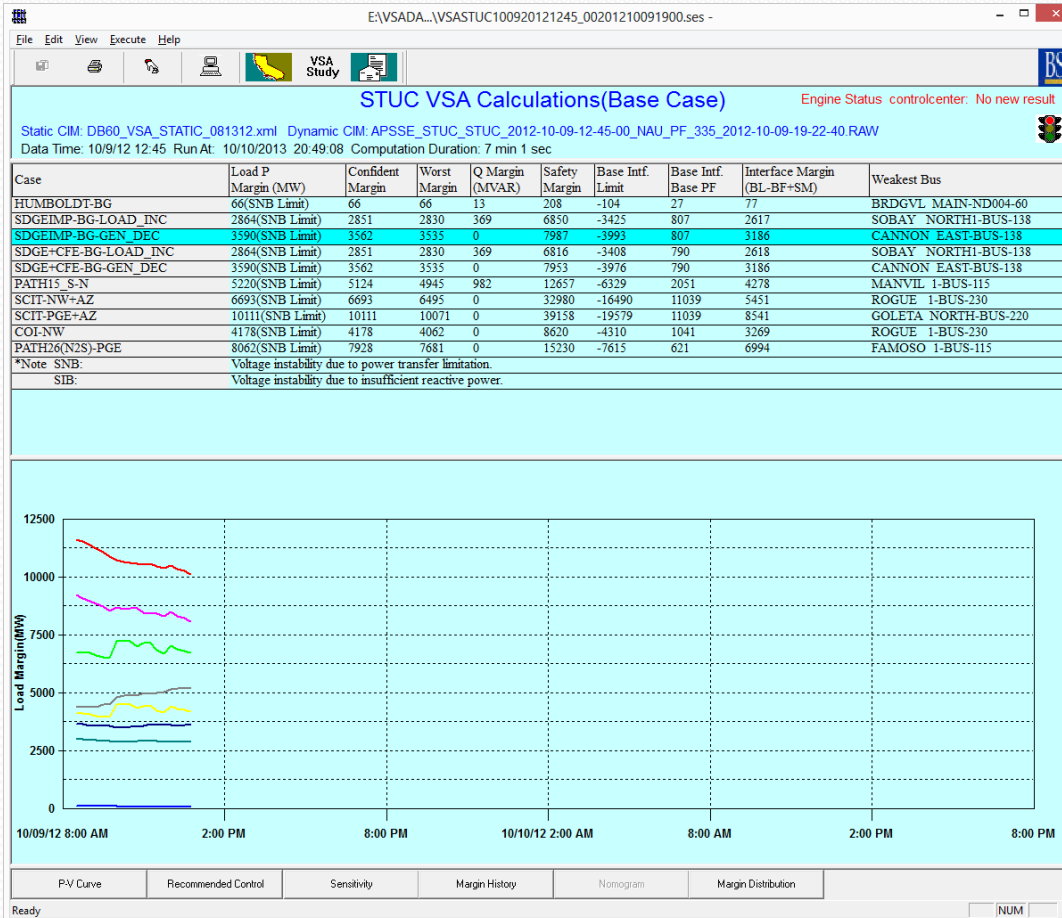 E:\VSADA...\VSASTUC100920121245_00201210091900.ses -
File Edit View Execute Help
VSA Study
BS
STUC VSA Calculations(Base Case)
Engine Status controlcenter: No new result
Static CIM: DB60_VSA_STATIC_081312.xml Dynamic CIM: APSSE_STUC_STUC_2012-10-09-12-45-00_NAU_PF_335_2012-10-09-19-22-40.RAW
Data Time: 10/9/12 12:45 Run At: 10/10/2013 20:49:08 Computation Duration: 7 min 1 sec
Case Load P Margin (MW) Confident Margin Worst Margin Q Margin (MVAR) Safety Margin Base Intf. Limit Base Intf. Base PF Interface Margin (BL-BF+SM) Weakest Bus
HUMBOLDT-BG 66(SNB Limit) 66 66 13 208 -104 27 77 BRDGVL MAIN-ND004-60
SDGEIMP-BG-LOAD_INC 2864(SNB Limit) 2851 2830 369 6850 -3425 807 2617 SOBAY NORTH1-BUS-138
SDGEIMP-BG-GEN_DEC 3590(SNB Limit) 3562 3535 0 7987 -3993 807 3186 CANNON EAST-BUS-138
SDGE+CFE-BG-LOAD_INC 2864(SNB Limit) 2851 2830 369 6816 -3408 790 2618 SOBAY NORTH1-BUS-138
SDGE+CFE-BG-GEN_DEC 3590(SNB Limit) 3562 3535 0 7953 -3976 790 3186 CANNON EAST-BUS-138
PATH15_S-N 5220(SNB Limit) 5124 4945 982 12657 -6329 2051 4278 MANVIL 1-BUS-115
SCIT-NW+AZ 6693(SNB Limit) 6693 6495 0 32980 -16490 11039 5451 ROGUE 1-BUS-230
SCIT-PGE+AZ 10111(SNB Limit) 10111 10071 0 39158 -19579 11039 8541 GOLETA NORTH-BUS-220
COI-NW 4178(SNB Limit) 4178 4062 0 8620 -4310 1041 3269 ROGUE 1-BUS-230
PATH26(N2S)-PGE 8062(SNB Limit) 7928 7681 0 15230 -7615 621 6994 FAMOSO 1-BUS-115
*Note SNB: Voltage instability due to power transfer limitation.
SIB: Voltage instability due to insufficient reactive power.
Load Margin(MW)
12500
10000
7500
5000
2500
0
10/09/12 8:00 AM 2:00 PM 8:00 PM 10/10/12 2:00 AM 8:00 AM 2:00 PM 8:00 PM
P-V Curve Recommended Control Sensitivity Margin History Nomogram Margin Distribution
Ready NUM